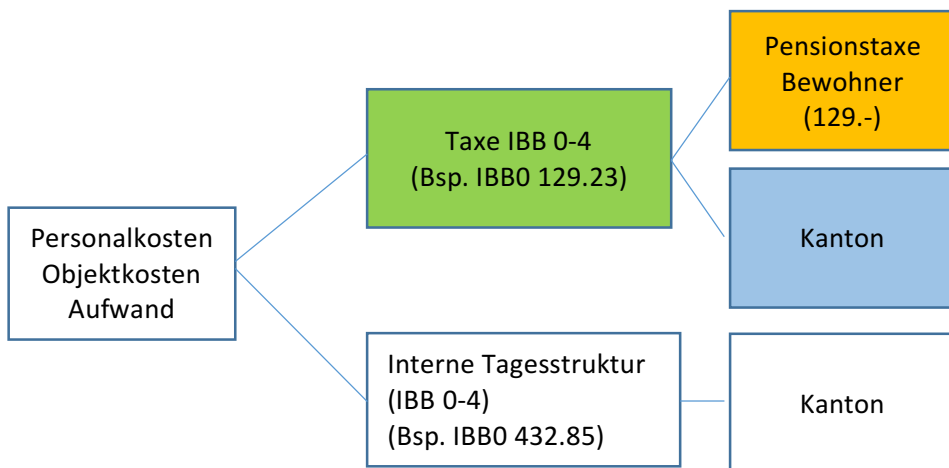 Personalkosten
Objektkosten
Aufwand
Taxe IBB 0-4
(Bsp. IBB0 129.23)
Pensionstaxe
Bewohner
(129.-)
Kanton
Interne Tagesstruktur
(IBB 0-4)
(Bsp. IBB0 432.85)
Kanton